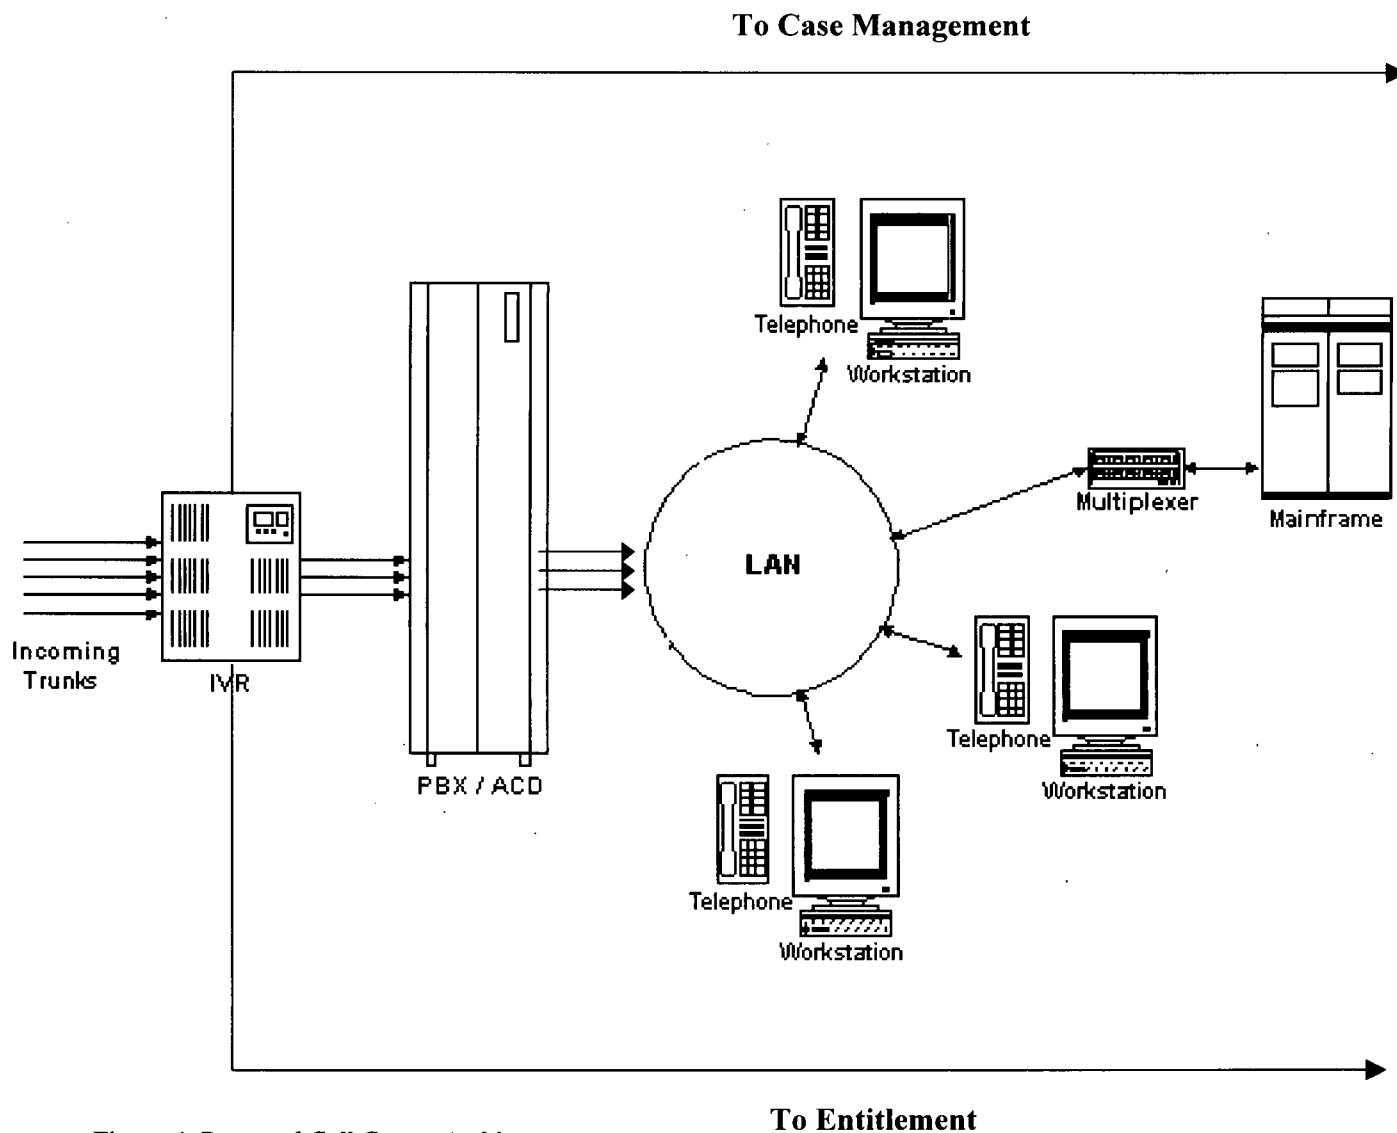 To Case Management
Telephone
Workstation
Multiplexer
Mainframe
LAN
Incoming
Trunks
IVR
PBX / ACD
Telephone
Workstation
Telephone
Workstation
To Entitlement